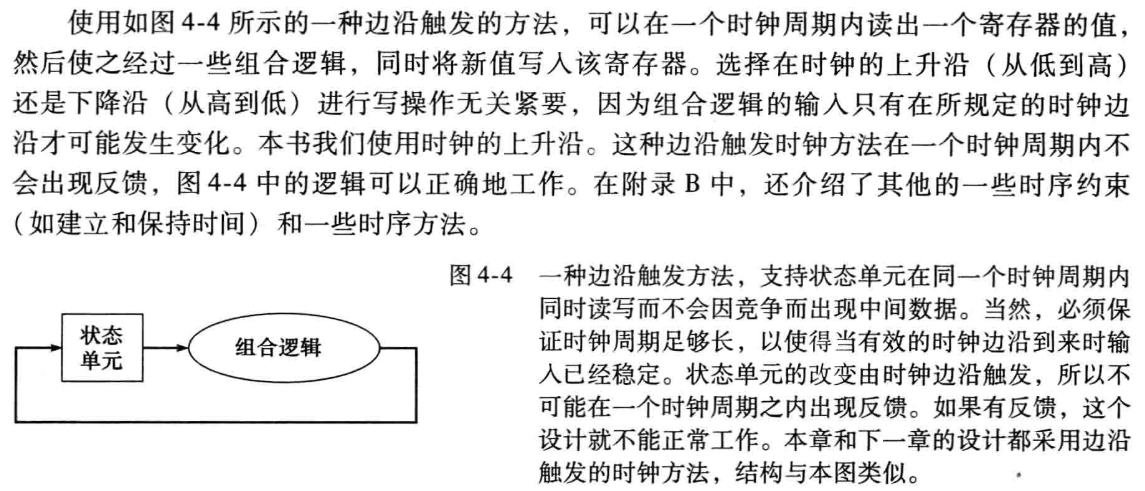 使用如图 4-4 所示的一种边沿触发的方法，可以在一个时钟周期内读出一个寄存器的值，
然后使之经过一些组合逻辑，同时将新值写入该寄存器。选择在时钟的上升沿（从低到高）
还是下降沿（从高到低）进行写操作无关紧要，因为组合逻辑的输入只有在所规定的时钟边
沿才可能发生变化。本书我们使用时钟的上升沿。这种边沿触发时钟方法在一个时钟周期内不
会出现反馈，图 4-4 中的逻辑可以正确地工作。在附录 B 中，还介绍了其他的一些时序约束
（如建立和保持时间）和一些时序方法。
状态
单元
组合逻辑
图 4-4 一种边沿触发方法，支持状态单元在同一个时钟周期内
同时读写而不会因竞争而出现中间数据。当然，必须保
证时钟周期足够长，以使得当有效的时钟边沿到来时输
入已经稳定。状态单元的改变由时钟边沿触发，所以不
可能在一个时钟周期之内出现反馈。如果有反馈，这个
设计就不能正常工作。本章和下一章的设计都采用边沿
触发的时钟方法，结构与本图类似。